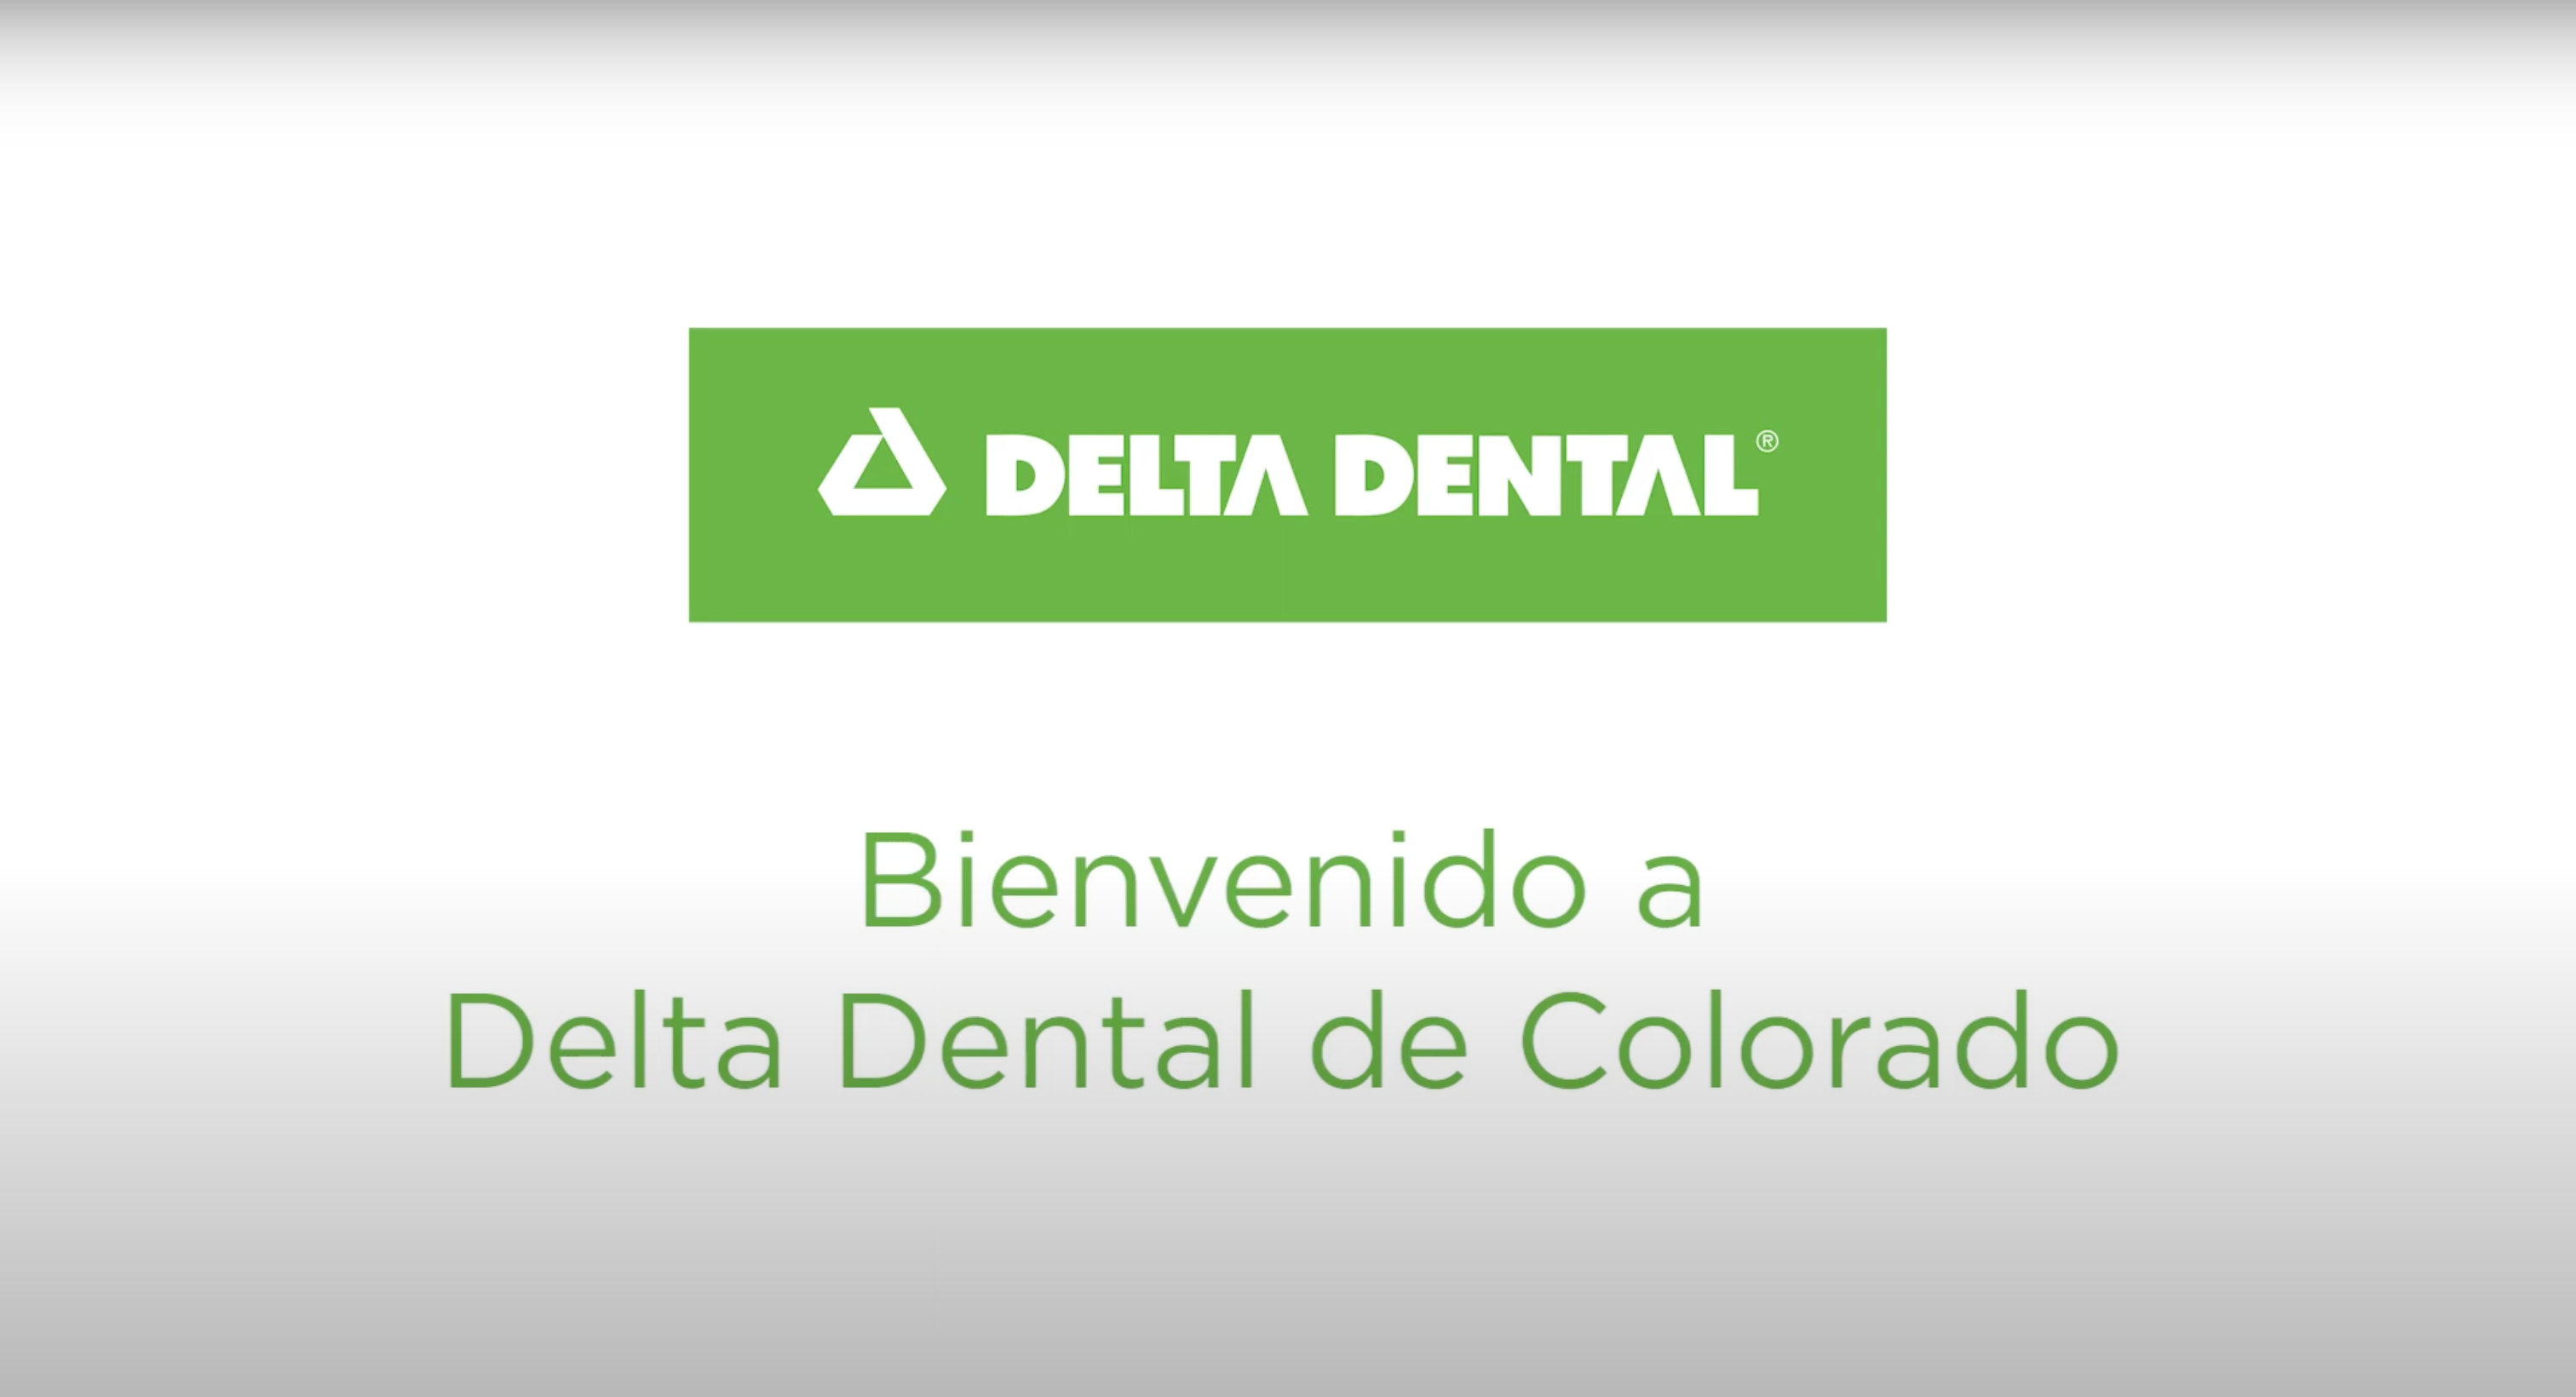 DELTA DENTAL®
Bienvenido a
Delta Dental de Colorado